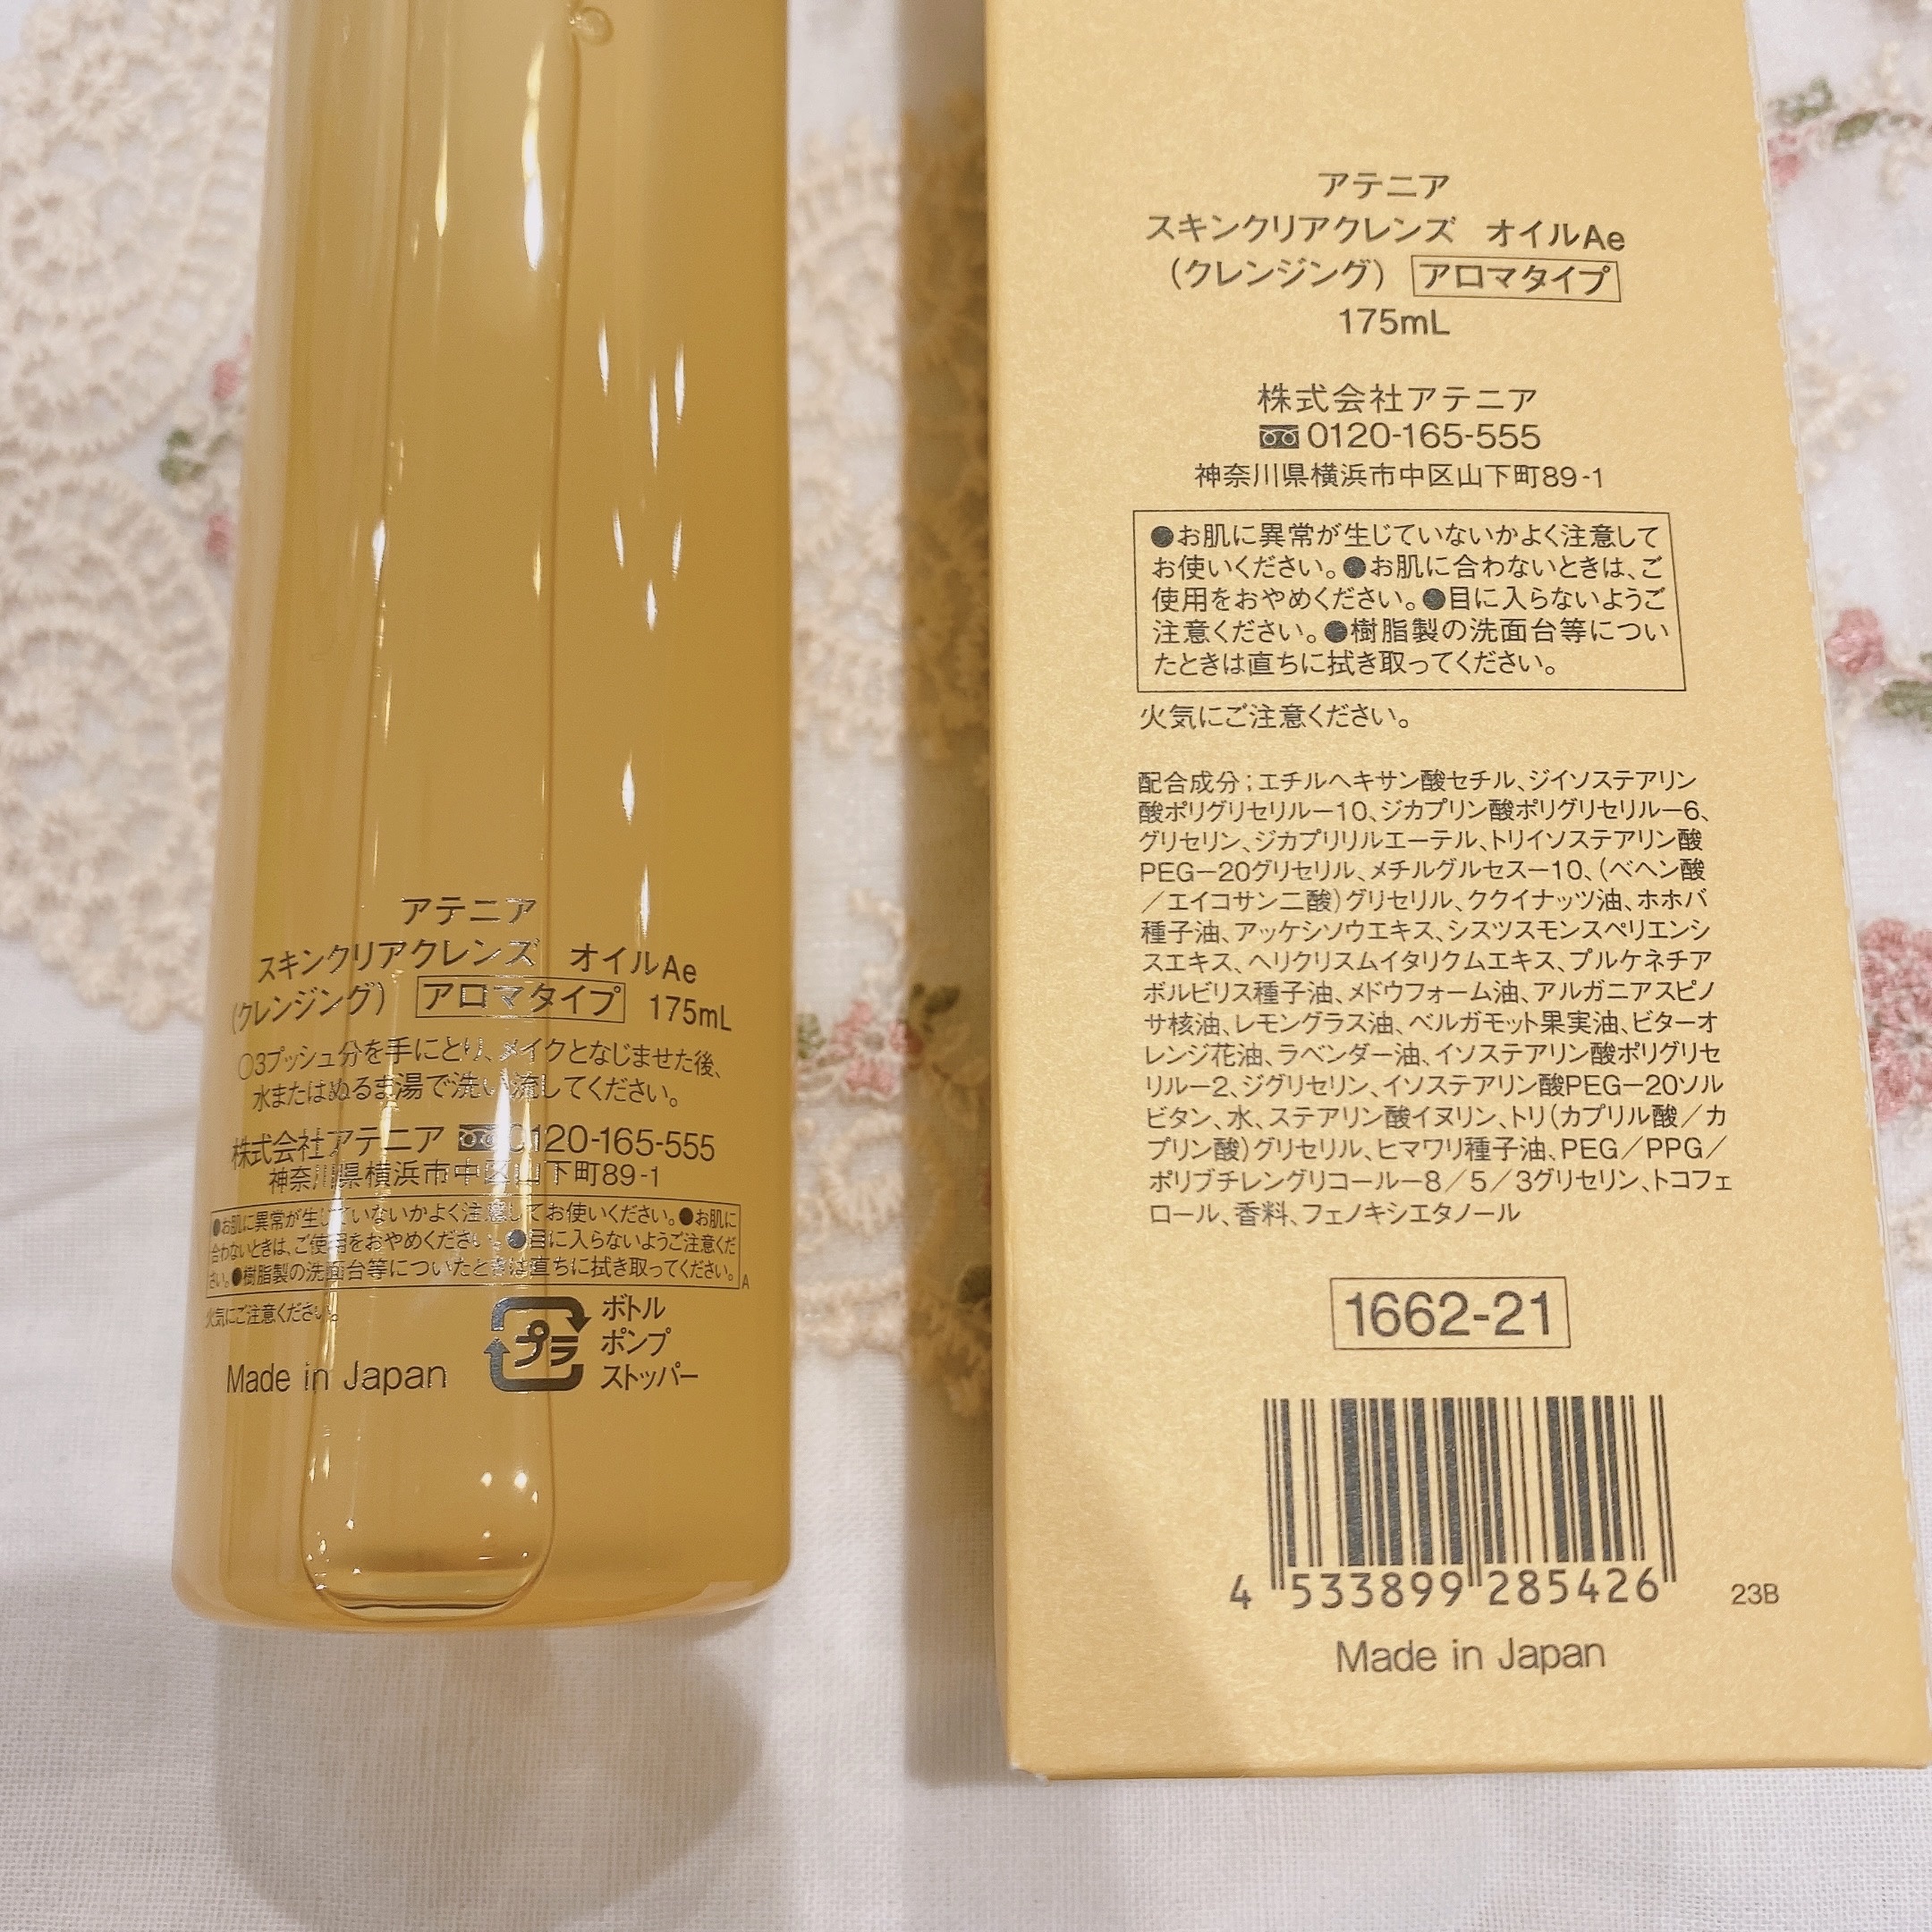 アテニア
スキンクリアクレンズ オイルAe
(クレンジング) アロマタイプ 175mL
○3プッシュ分を手にとり、メイクとなじませた後、
水またはぬるま湯で洗い流してください。
株式会社アテニア 0120-165-555
神奈川県横浜市中区山下町89-1
●お肌に異常が生じていないかよく注意してお使いください。●お肌に
合わないときは、ご使用をおやめください。●目に入らないようご注意くだ
さい。●樹脂製の洗面台等についたときは直ちに拭き取ってください。
A
火気にご注意ください。
プラ
ボトル
ポンプ
ストッパー
Made in Japan
アテニア
スキンクリアクレンズ オイルAe
(クレンジング) アロマタイプ
175mL
株式会社アテニア
0120-165-555
神奈川県横浜市中区山下町89-1
●お肌に異常が生じていないかよく注意して
お使いください。●お肌に合わないときは、ご
使用をおやめください。●目に入らないようご
注意ください。●樹脂製の洗面台等につい
たときは直ちに拭き取ってください。
火気にご注意ください。
配合成分;エチルヘキサン酸セチル、ジイソステアリン
酸ポリグリセリルー10、ジカプリン酸ポリグリセリルー6、
グリセリン、ジカプリリルエーテル、トリイソステアリン酸
PEGー20グリセリル、メチルグルセスー10、(ベヘン酸
/エイコサン二酸)グリセリル、ククイナッツ油、ホホバ
種子油、アッケシソウエキス、シスツスモンスペリエンシ
スエキス、ヘリクリスムイタリクムエキス、プルケネチア
ボルビリス種子油、メドウフォーム油、アルガニアスピノ
サ核油、レモングラス油、ベルガモット果実油、ビターオ
レンジ花油、ラベンダー油、イソステアリン酸ポリグリセ
リルー2、ジグリセリン、イソステアリン酸PEGー20ソル
ビタン、水、ステアリン酸イヌリン、トリ(カプリル酸/カ
プリン酸)グリセリル、ヒマワリ種子油、PEG/PPG/
ポリブチレングリコールー8/5/3グリセリン、トコフェ
ロール、香料、フェノキシエタノール
1662-21
4 533899 285426
23B
Made in Japan